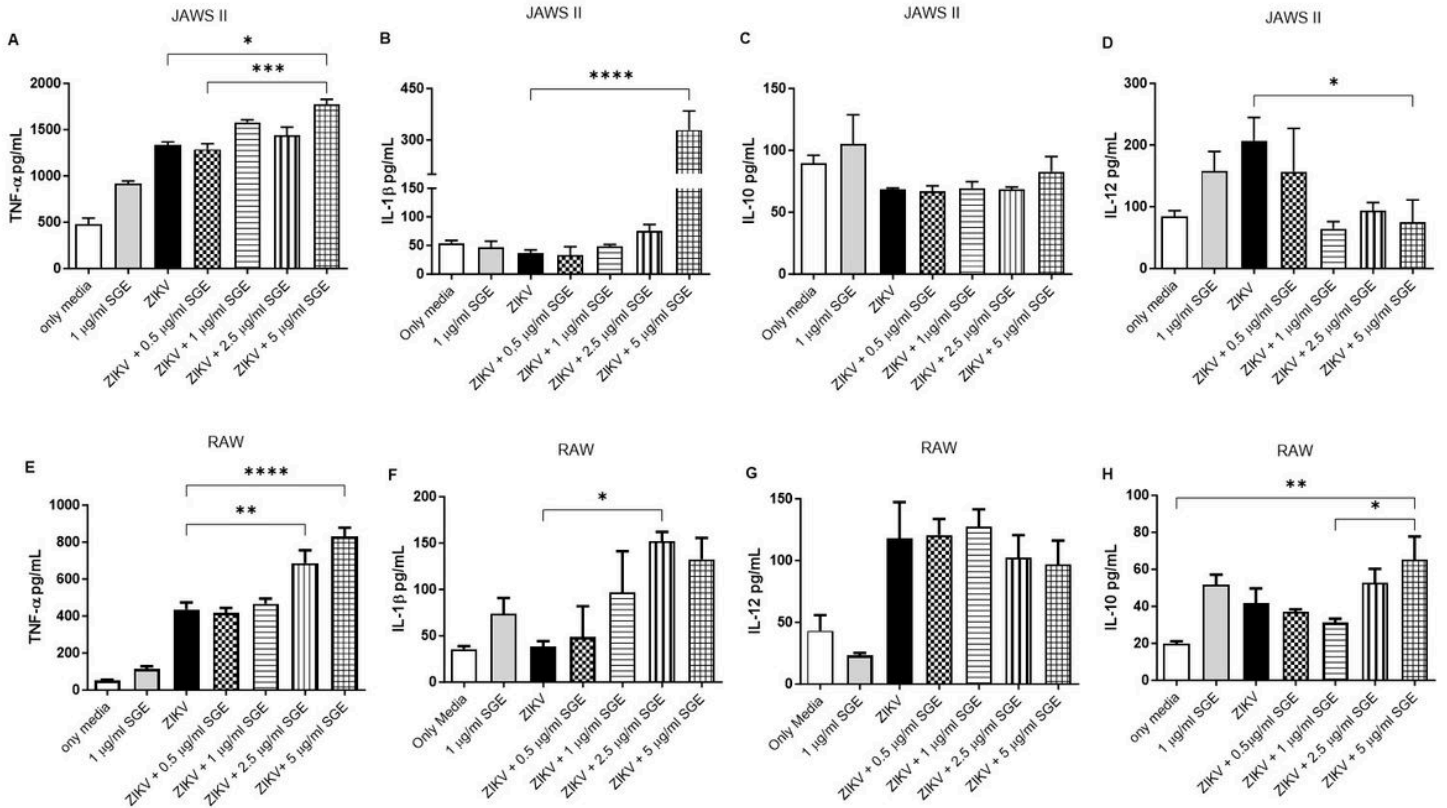 JAWS II
A
*
***
TNF-α pg/mL
2000
1500
1000
500
0
only media
1 µg/ml SGE
ZIKV
ZIKV + 0.5 µg/ml SGE
ZIKV + 1 µg/ml SGE
ZIKV + 2.5 µg/ml SGE
ZIKV + 5 µg/ml SGE
JAWS II
B
****
IL-1β pg/mL
450
300
150
100
50
0
Only media
1 µg/ml SGE
ZIKV
ZIKV + 0.5 µg/ml SGE
ZIKV + 1 µg/ml SGE
ZIKV + 2.5 µg/ml SGE
ZIKV + 5 µg/ml SGE
JAWS II
C
IL-10 pg/mL
150
100
50
0
Only media
1 µg/ml SGE
ZIKV
ZIKV + 0.5 µg/ml SGE
ZIKV + 1µg/ml SGE
ZIKV + 2.5 µg/ml SGE
ZIKV + 5 µg/ml SGE
JAWS II
D
*
IL-12 pg/mL
300
200
100
0
Only media
1 µg/ml SGE
ZIKV
ZIKV + 0.5 µg/ml SGE
ZIKV + 1 µg/ml SGE
ZIKV + 2.5 µg/ml SGE
ZIKV + 5 µg/ml SGE
RAW
E
****
**
TNF-α pg/mL
1000
800
600
400
200
0
ony media
1 µg/ml SGE
ZIKV
ZIKV + 0.5 µg/ml SGE
ZIKV + 1 µg/ml SGE
ZIKV + 2.5 µg/ml SGE
ZIKV+ 5 µg/ml SGE
RAW
F
*
IL-1β pg/mL
200
150
100
50
0
Only Media
1 µg/ml SGE
ZIKV
ZIKV + 0.5 µg/ml SGE
ZIKV + 1 µg/ml SGE
ZIKV + 2.5 µg/ml SGE
ZIKV + 5 µg/ml SGE
RAW
G
IL-12 pg/mL
150
100
50
0
Only Media
1 µg/ml SGE
ZIKV
ZIKV + 0.5 µg/ml SGE
ZIKV + 1 µg/ml SGE
ZIKV + 2.5 µg/ml SGE
ZIKV + 5 µg/ml SGE
RAW
H
**
*
IL-10 pg/mL
100
80
60
40
20
0
only media
1 µg/ml SGE
ZIKV
ZIKV + 0.5µg/ml SGE
ZIKV + 1 µg/ml SGE
ZIKV + 2.5 µg/ml SGE
ZIKV + 5 µg/ml SGE